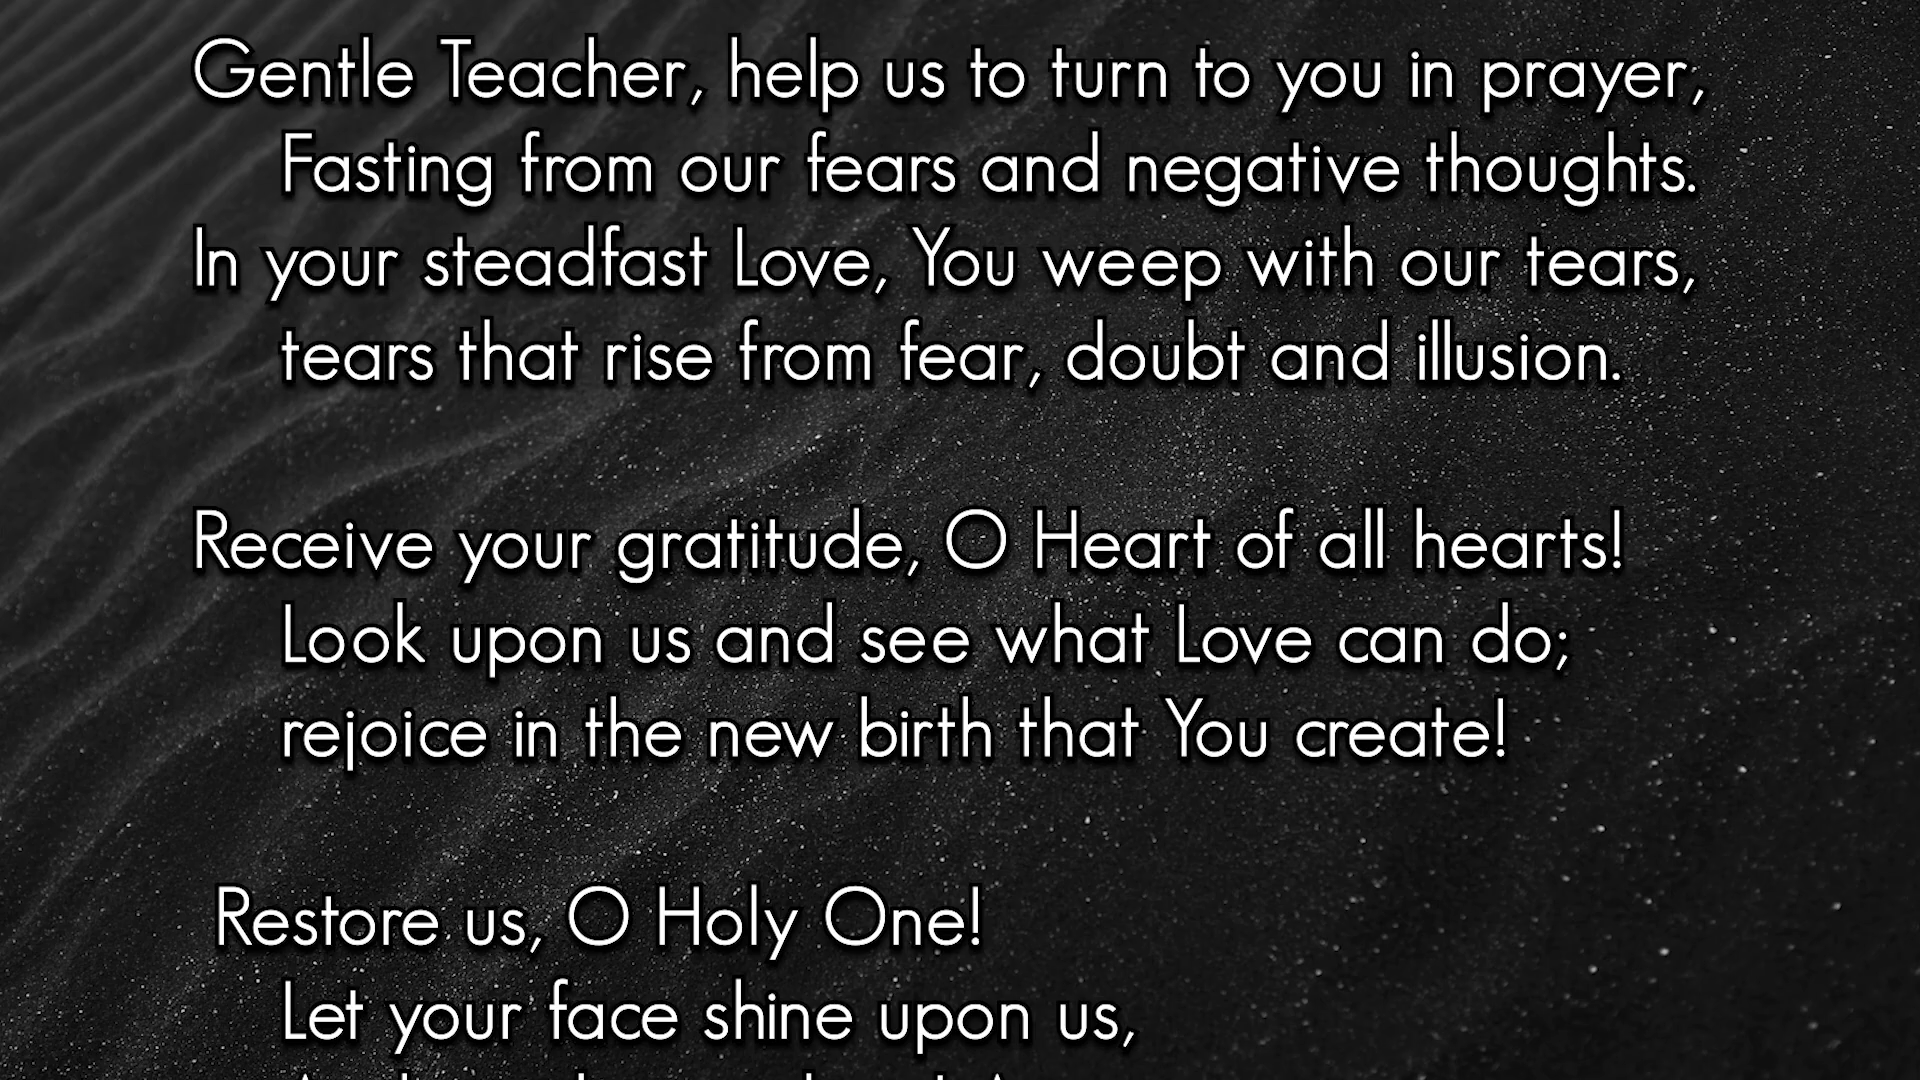 Gentle Teacher, help us to turn to you in prayer,
Fasting from our fears and negative thoughts.
In your steadfast Love, You weep with our tears,
tears that rise from fear, doubt and illusion.
Receive your gratitude, O Heart of all hearts!
Look upon us and see what Love can do;
rejoice in the new birth that You create!
Restore us, O Holy One!
Let your face shine upon us,